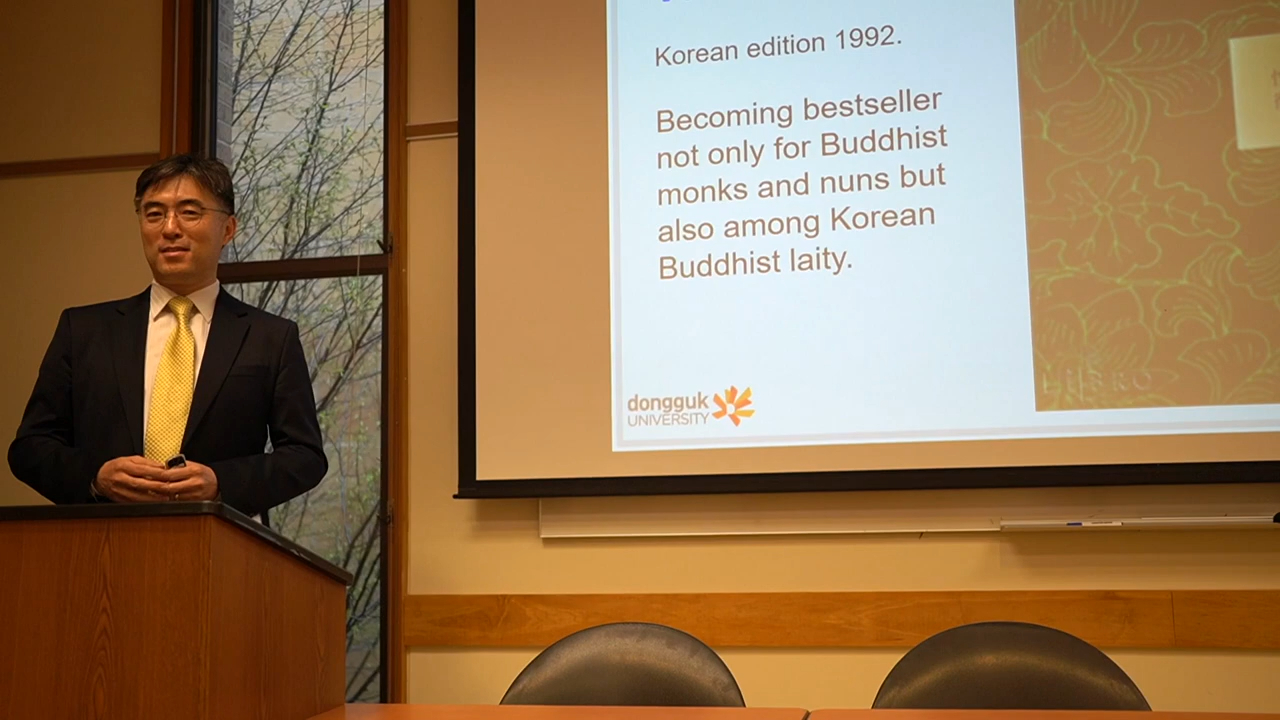 Korean edition 1992.
Becoming bestseller
not only for Buddhist
monks and nuns but
also among Korean
Buddhist laity.
dongguk
UNIVERSITY
LIBRO